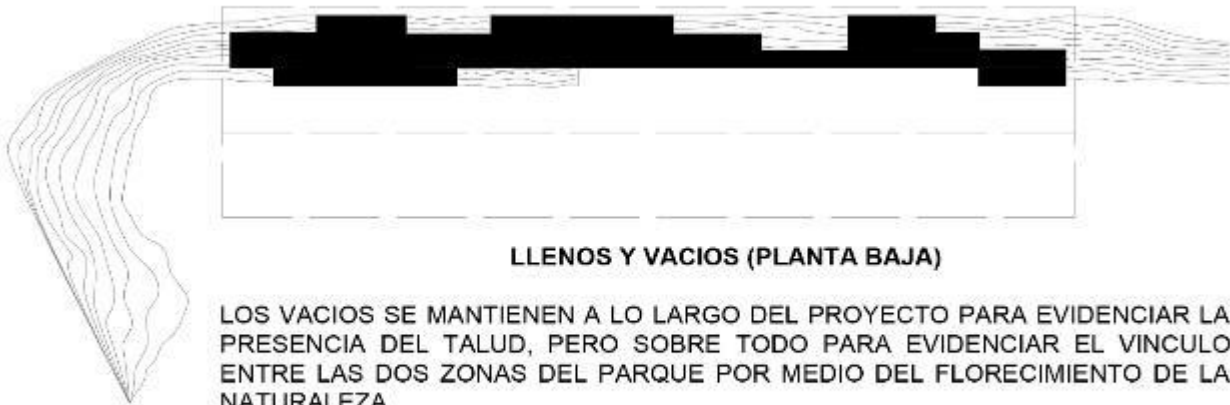 LLENOS Y VACIOS (PLANTA BAJA)
LOS VACIOS SE MANTIENEN A LO LARGO DEL PROYECTO PARA EVIDENCIAR LA
PRESENCIA DEL TALUD, PERO SOBRE TODO PARA EVIDENCIAR EL VINCULO
ENTRE LAS DOS ZONAS DEL PARQUE POR MEDIO DEL FLORECIMIENTO DE LA
NATURALEZA